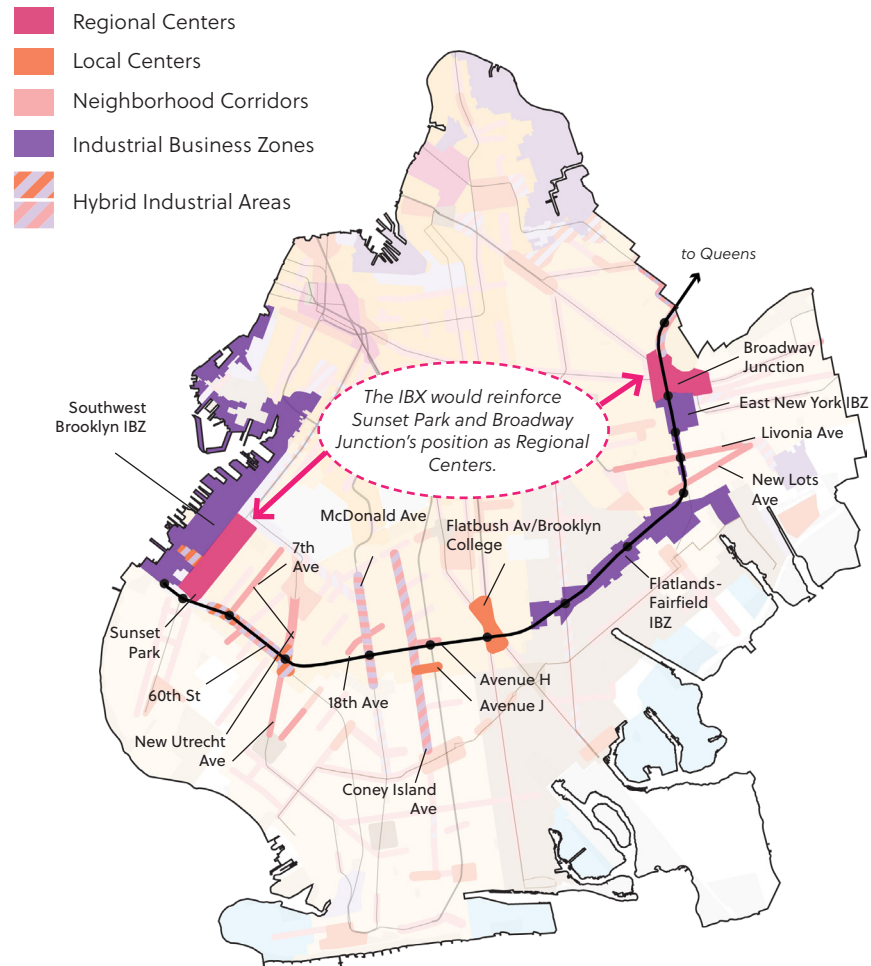 Regional Centers
Local Centers
Neighborhood Corridors
Industrial Business Zones
Hybrid Industrial Areas
to Queens
Broadway
Junction
East New York IBZ
Livonia Ave
New Lots
Ave
The IBX would reinforce
Sunset Park and Broadway
Junction's position as Regional
Centers.
Southwest
Brooklyn IBZ
McDonald Ave
Flatbush Av/Brooklyn
College
7th
Ave
Flatlands-
Fairfield
IBZ
Sunset
Park
60th St
18th Ave
Avenue H
Avenue J
New Utrecht
Ave
Coney Island
Ave